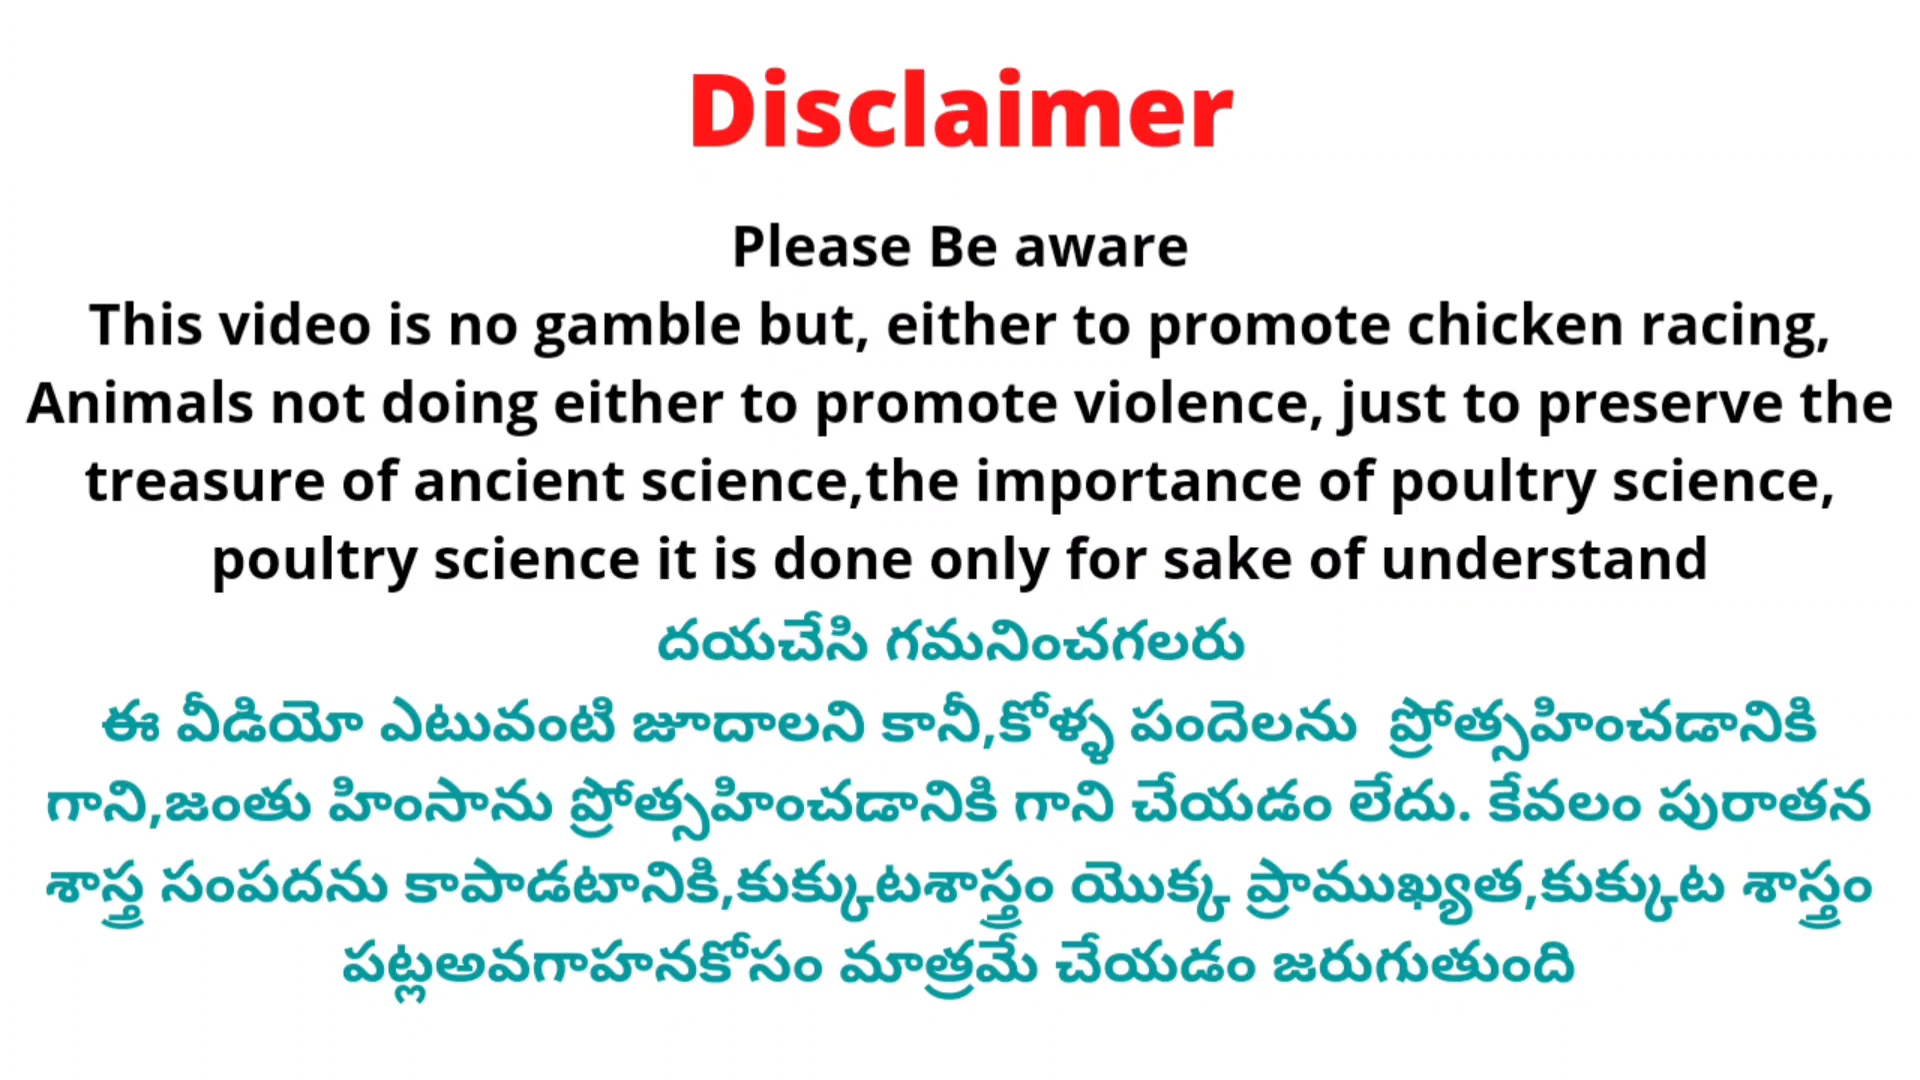 Disclaimer
Please Be aware
This video is no gamble but, either to promote chicken racing,
Animals not doing either to promote violence, just to preserve the
treasure of ancient science,the importance of poultry science,
poultry science it is done only for sake of understand
దయచేసి గమనించగలరు
ఈ వీడియో ఎటువంటి జూదాలని కానీ,కోళ్ళ పందెలను ప్రోత్సహించడానికి
గాని,జంతు హింసాను ప్రోత్సహించడానికి గాని చేయడం లేదు. కేవలం పురాతన
శాస్త్ర సంపదను కాపాడటానికి,కుక్కుటశాస్త్రం యొక్క ప్రాముఖ్యత,కుక్కుట శాస్త్రం
పట్లఅవగాహనకోసం మాత్రమే చేయడం జరుగుతుంది